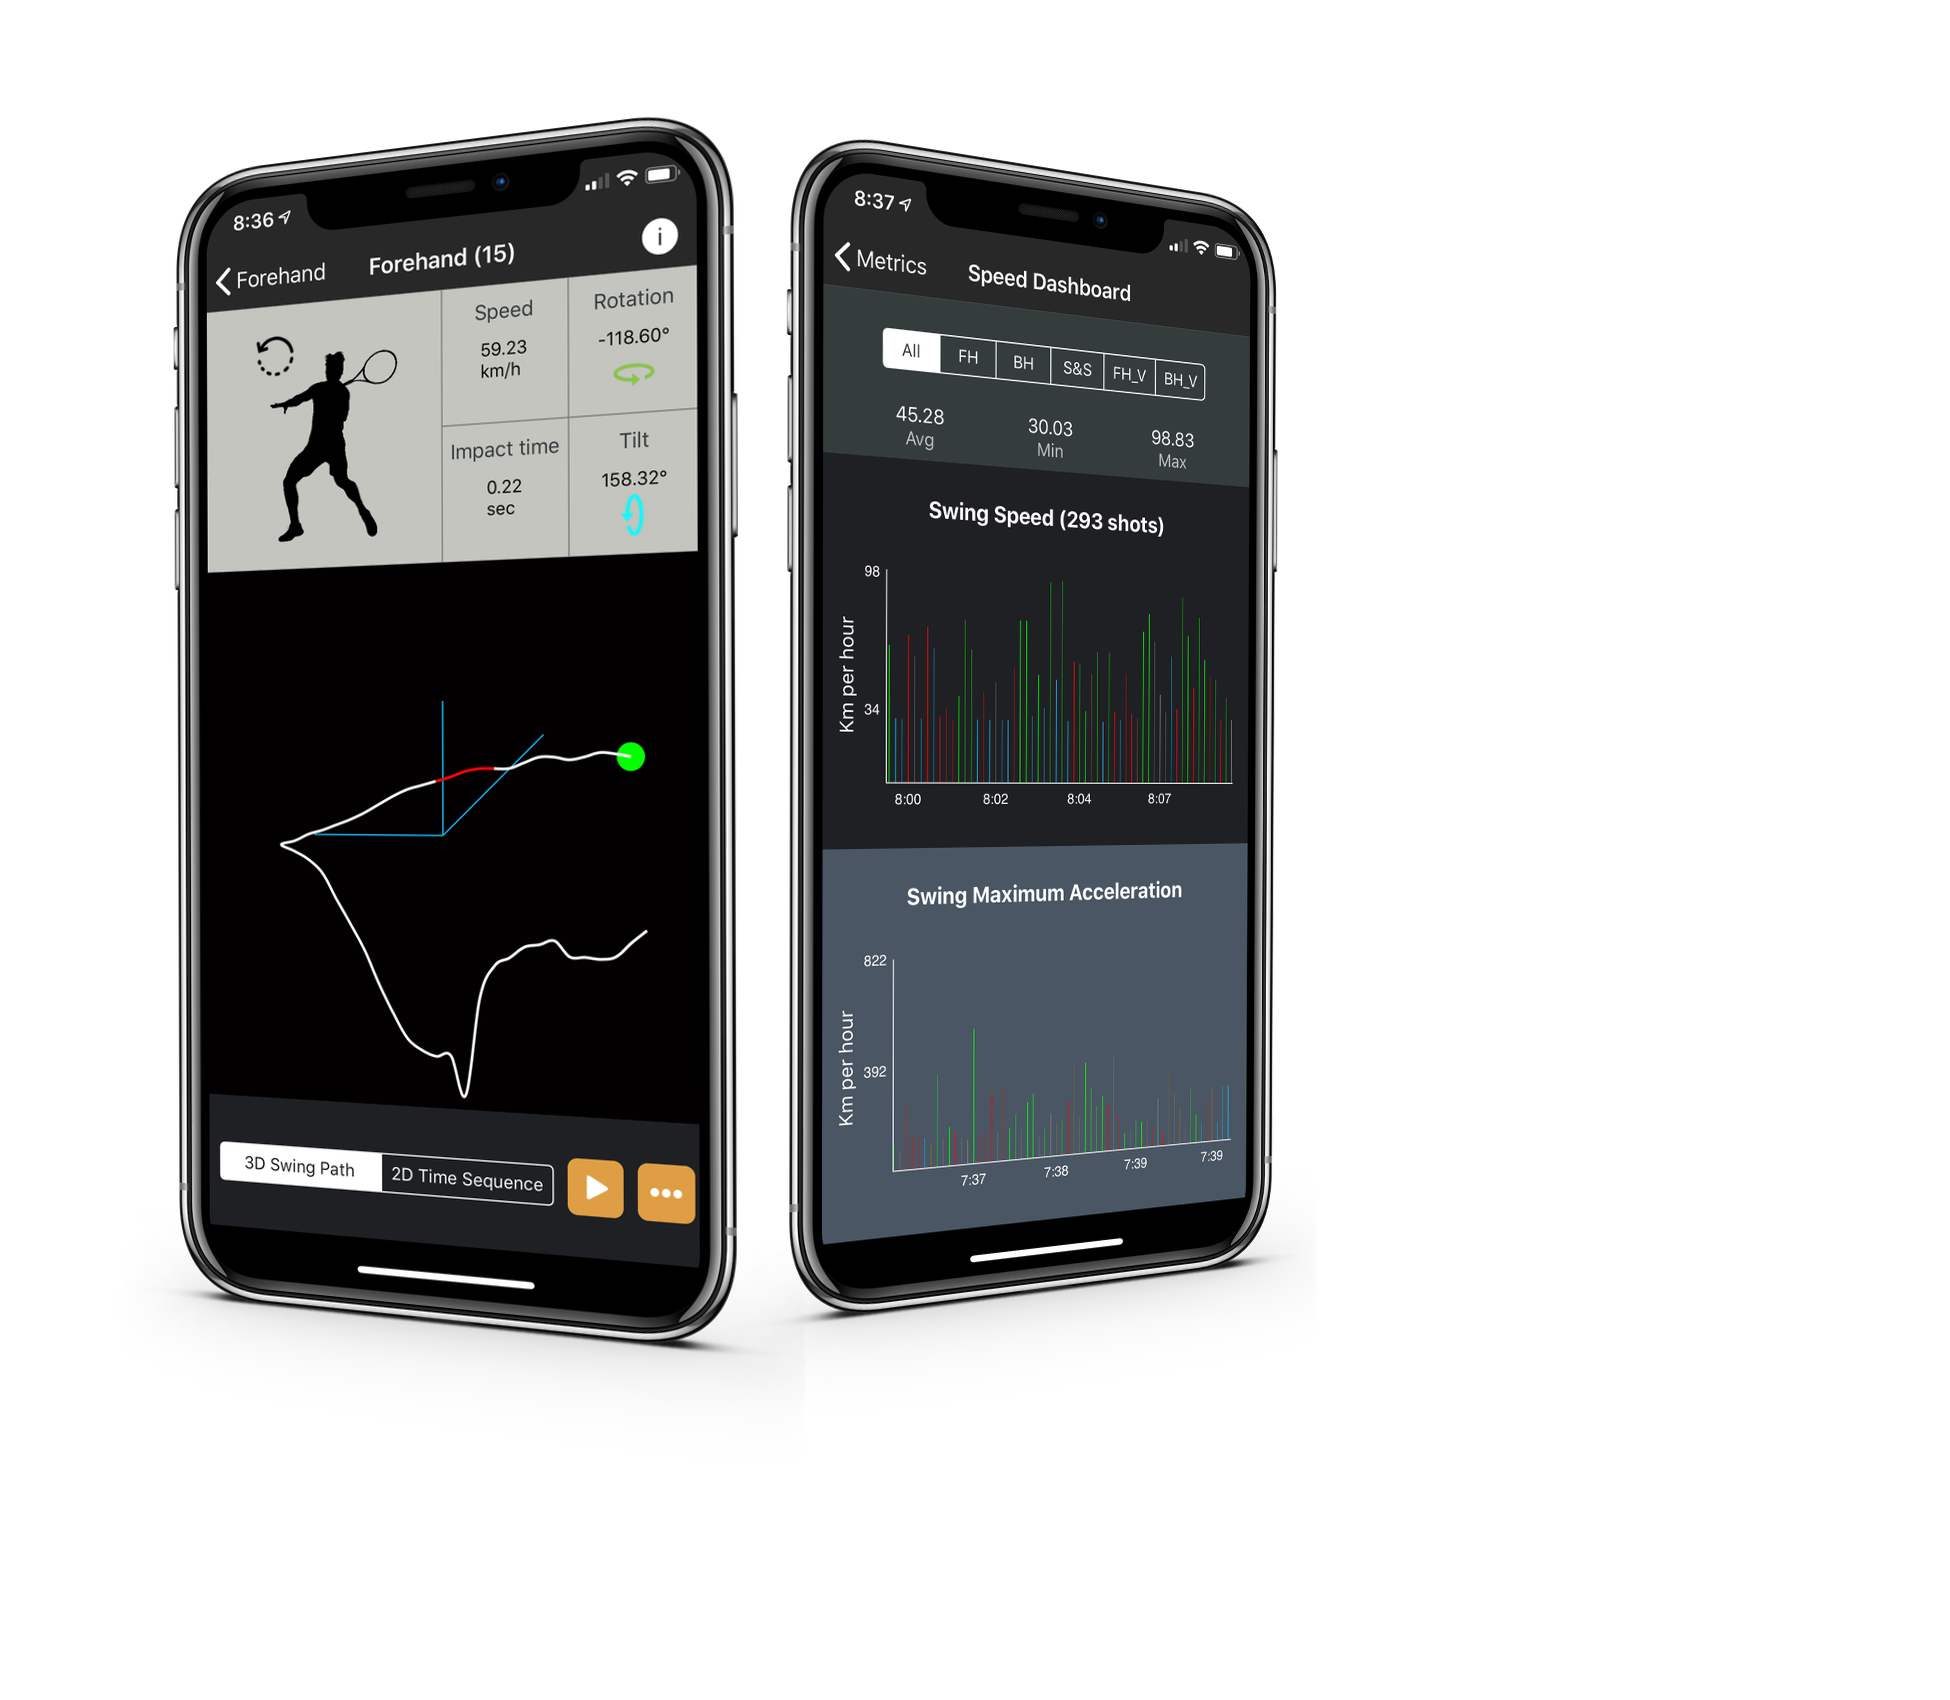 8:36
Forehand
Forehand (15)
i
Speed
59.23
km/h
Rotation
-118.60°
Impact time
0.22
sec
Tilt
158.32°
3D Swing Path
2D Time Sequence
8:37
Metrics
Speed Dashboard
All
FH
BH
S&S
FH_V
BH_V
45.28
Avg
30.03
Min
98.83
Max
Swing Speed (293 shots)
98
Km per hour
34
8:00
8:02
8:04
8:07
Swing Maximum Acceleration
822
Km per hour
392
7:37
7:38
7:39
7:39